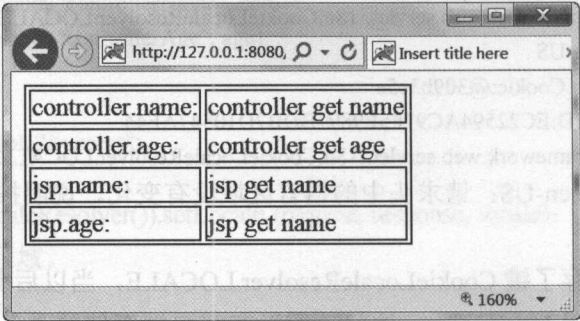 http://127.0.0.1:8080,
Insert title here
controller.name: controller get name
controller.age: controller get age
jsp.name: jsp get name
jsp.age: jsp get name
160%